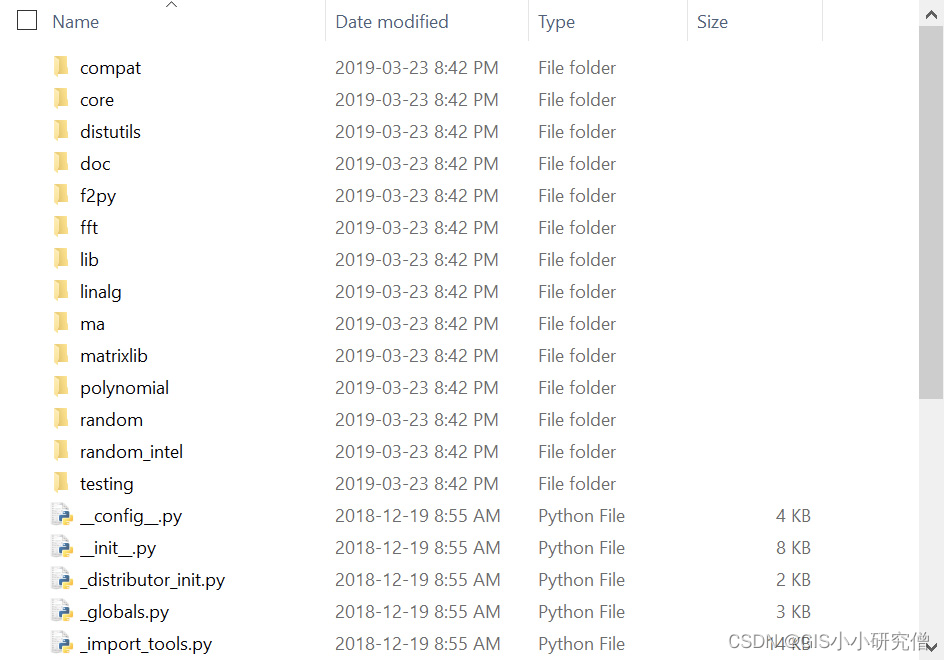 Name Date modified Type Size
compat 2019-03-23 8:42 PM File folder
core 2019-03-23 8:42 PM File folder
distutils 2019-03-23 8:42 PM File folder
doc 2019-03-23 8:42 PM File folder
f2py 2019-03-23 8:42 PM File folder
fft 2019-03-23 8:42 PM File folder
lib 2019-03-23 8:42 PM File folder
linalg 2019-03-23 8:42 PM File folder
ma 2019-03-23 8:42 PM File folder
matrixlib 2019-03-23 8:42 PM File folder
polynomial 2019-03-23 8:42 PM File folder
random 2019-03-23 8:42 PM File folder
random_intel 2019-03-23 8:42 PM File folder
testing 2019-03-23 8:42 PM File folder
__config__.py 2018-12-19 8:55 AM Python File 4 KB
__init__.py 2018-12-19 8:55 AM Python File 8 KB
_distributor_init.py 2018-12-19 8:55 AM Python File 2 KB
_globals.py 2018-12-19 8:55 AM Python File 3 KB
_import_tools.py 2018-12-19 8:55 AM Python File 14 KB
CSDN @GIS小小研究僧